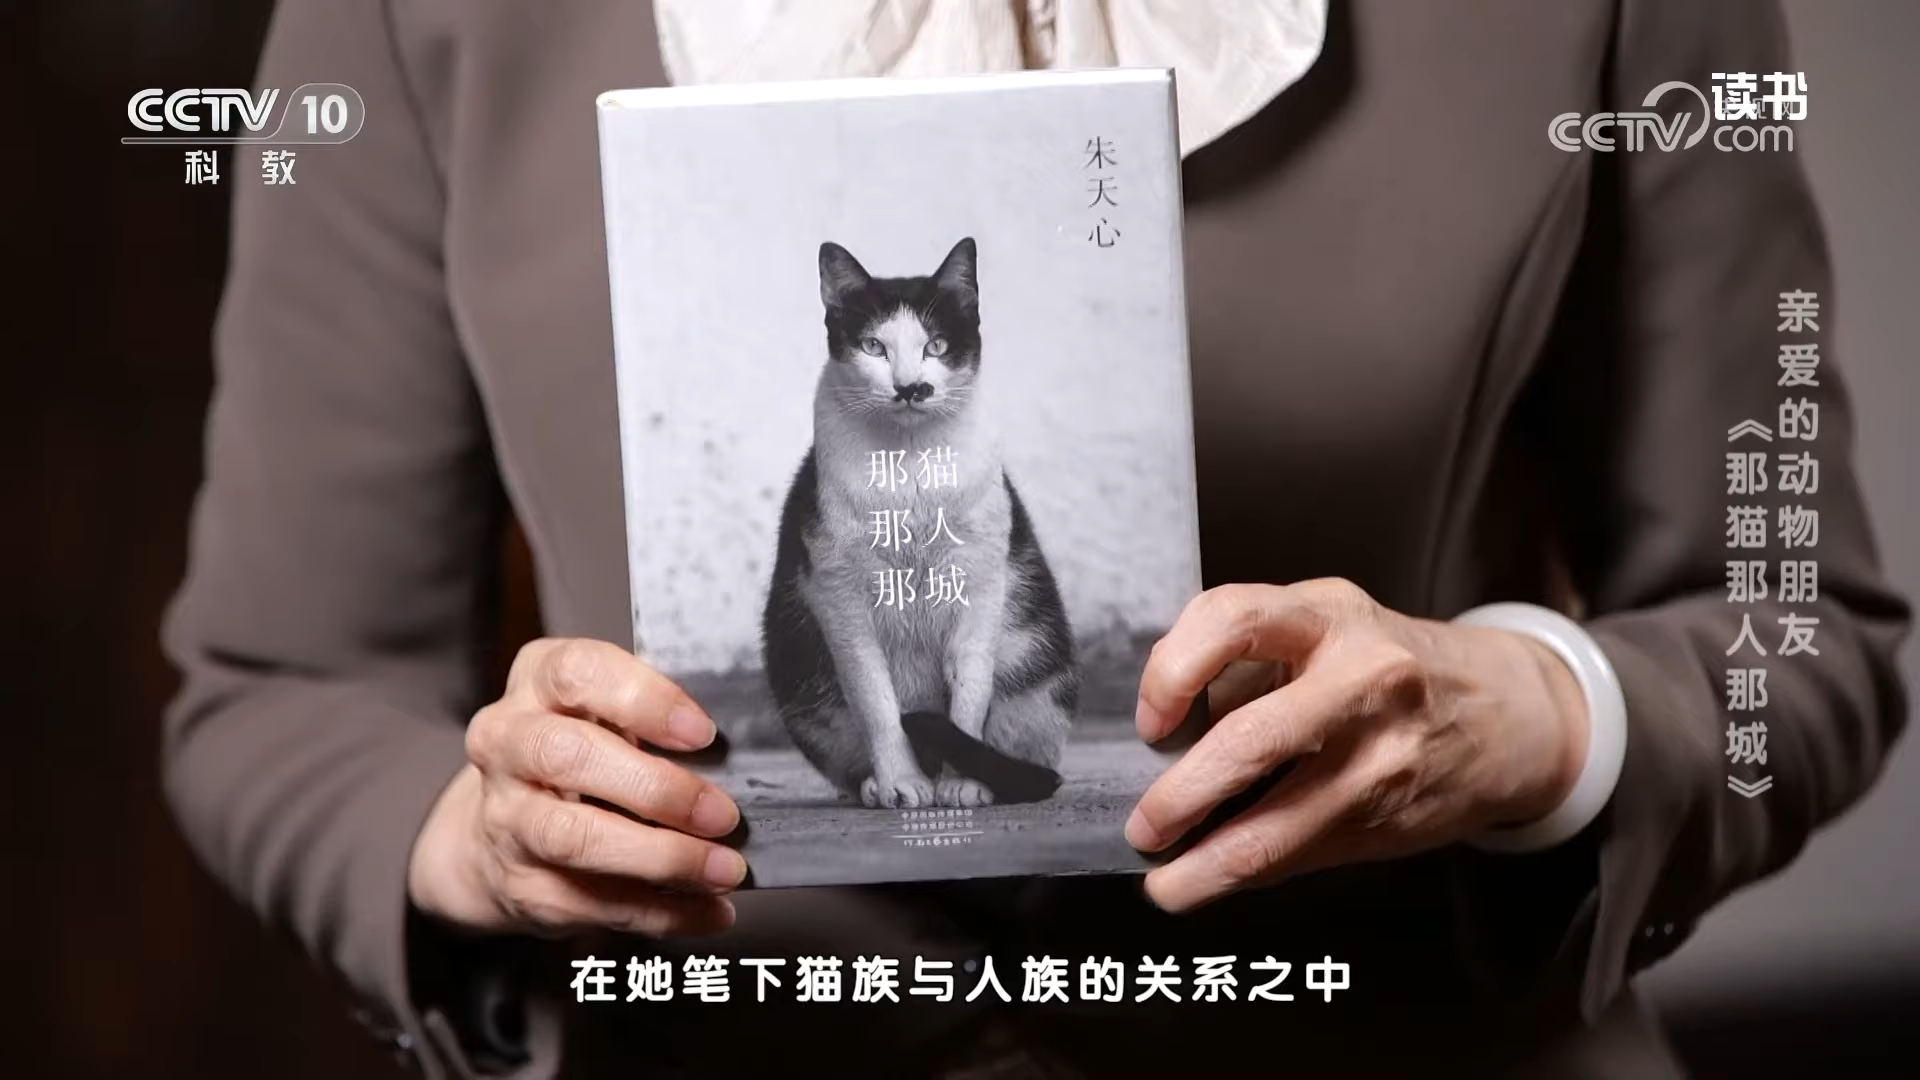 CCTV 10
科 教
读书
CCTV com
朱天心
那猫
那人
那城
亲爱的动物朋友
《那猫那人那城》
在她笔下猫族与人族的关系之中